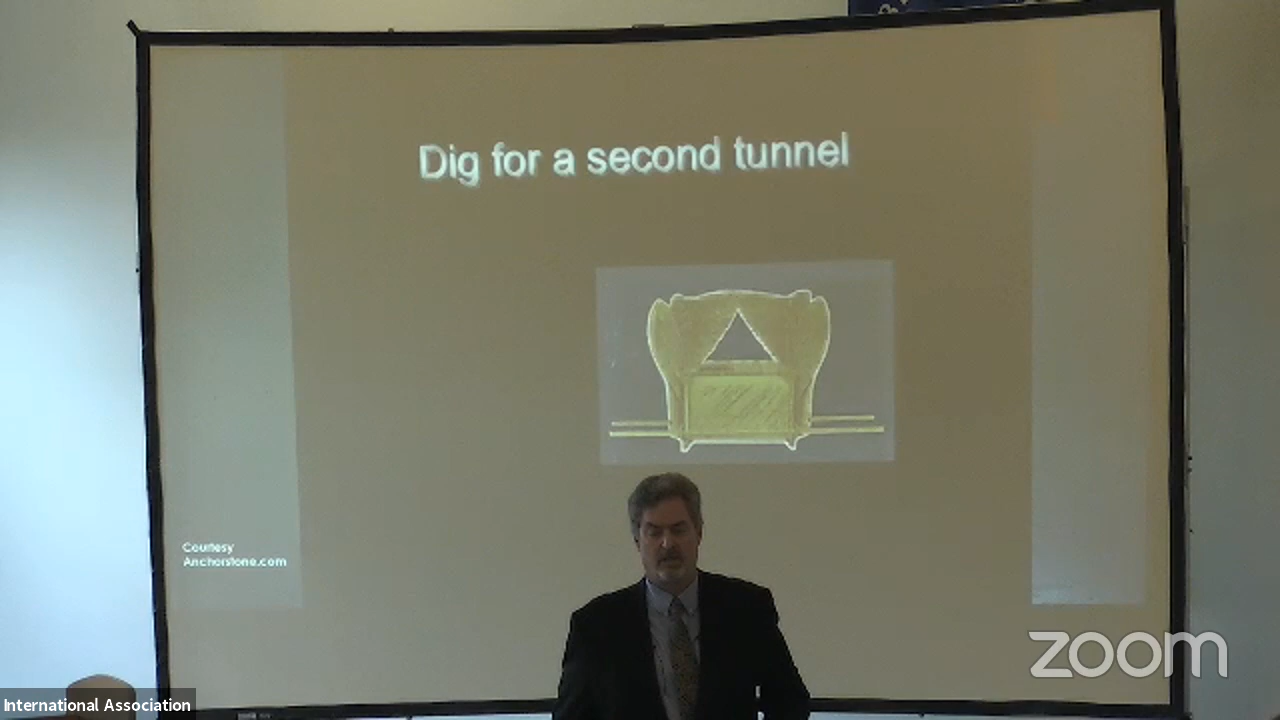 Dig for a second tunnel
Courtesy
Anchorstone.com
zoom
International Association